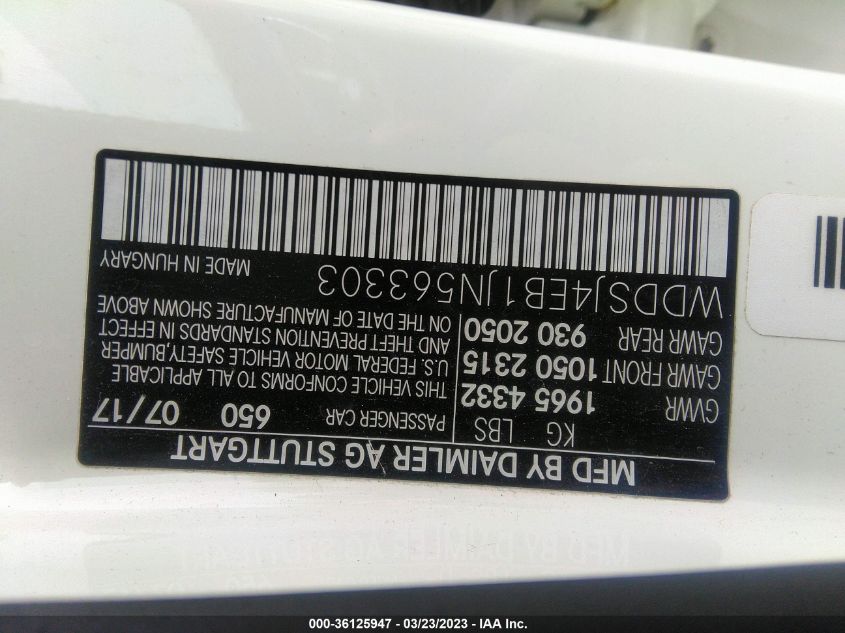 MFD BY DAIMLER AG STUTTGART
KG LBS PASSENGER CAR 650 07/17
GVWR 1965 4332 THIS VEHICLE CONFORMS TO ALL APPLICABLE
GAWR FRONT 1050 2315 U.S. FEDERAL MOTOR VEHICLE SAFETY,BUMPER
AND THEFT PREVENTION STANDARDS IN EFFECT
GAWR REAR 930 2050 ON THE DATE OF MANUFACTURE SHOWN ABOVE
WDDSJ4EB1JN563303 MADE IN HUNGARY
000-36125947 - 03/23/2023 - IAA Inc.